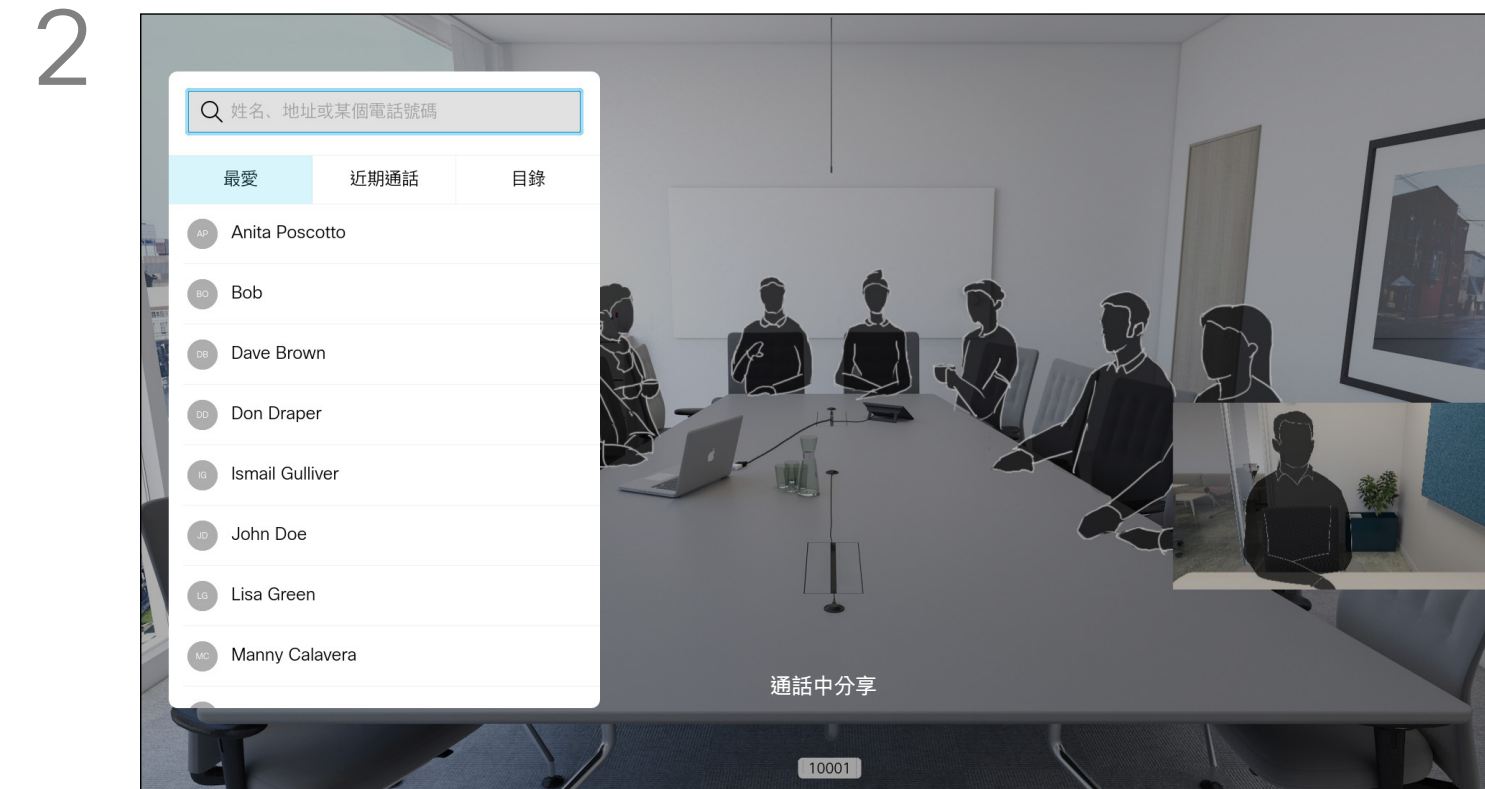 2
姓名、地址或某個電話號碼
最愛 近期通話 目錄
AP Anita Poscotto
BO Bob
DB Dave Brown
DD Don Draper
IG Ismail Gulliver
JD John Doe
LG Lisa Green
MC Manny Calavera
通話中分享
10001